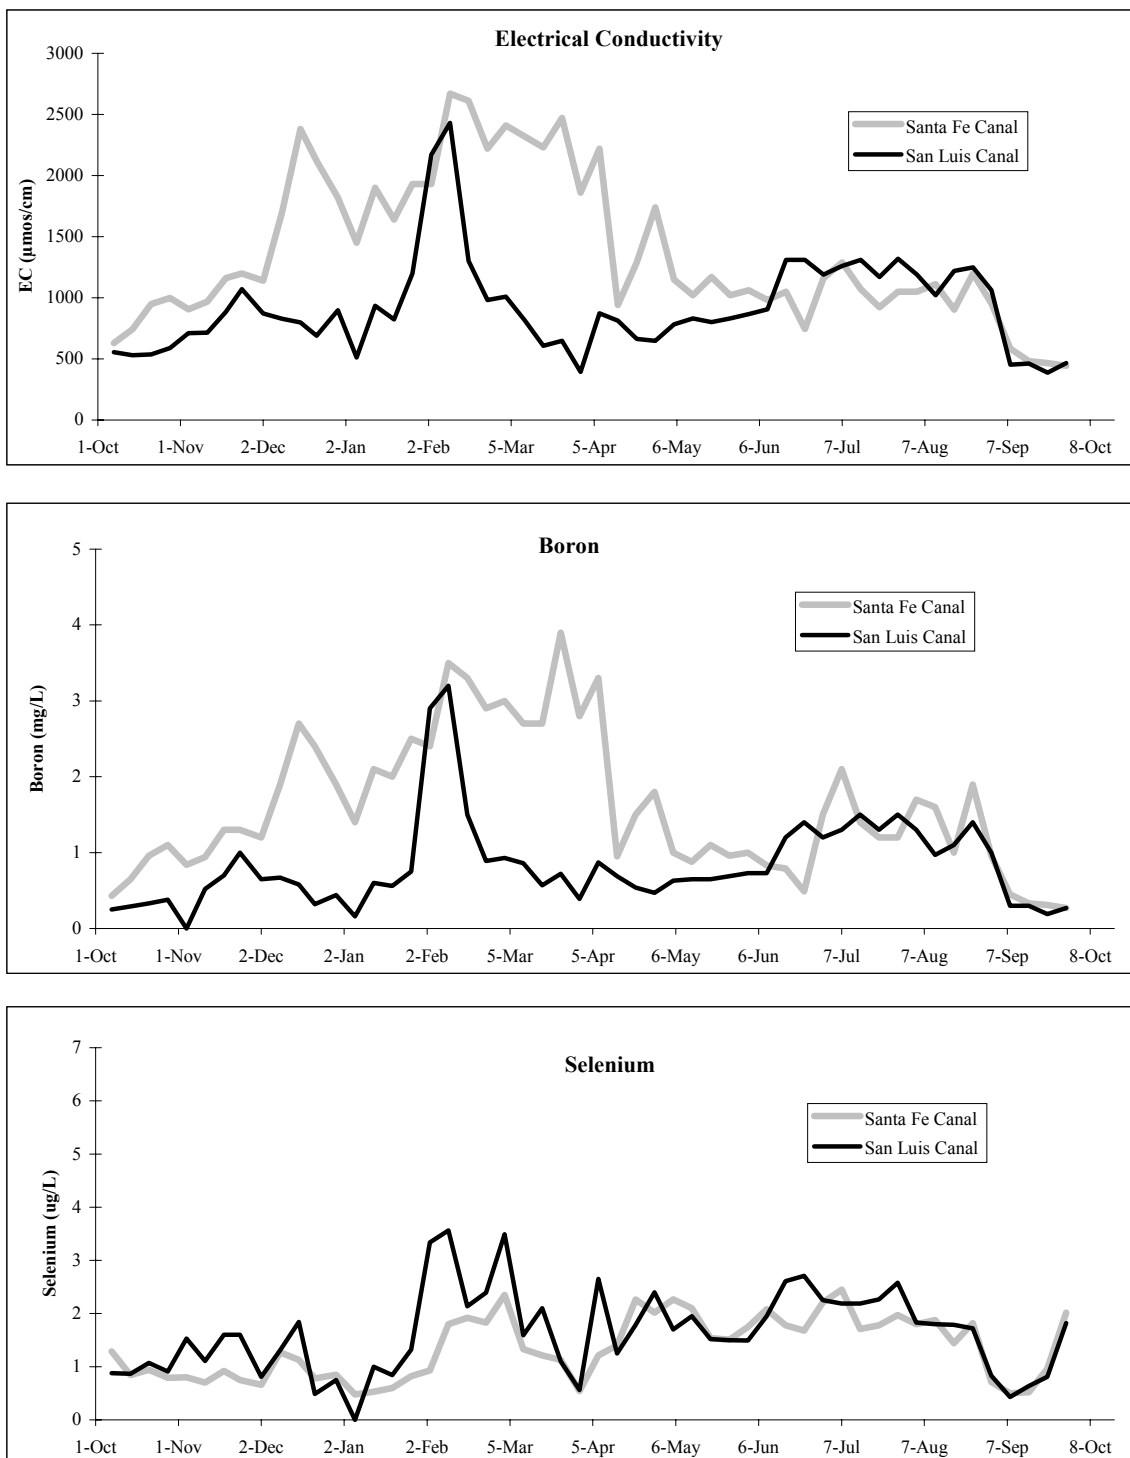 Electrical Conductivity
3000
2500
2000
1500
1000
500
0
EC (µmos/cm)
Santa Fe Canal
San Luis Canal
1-Oct 1-Nov 2-Dec 2-Jan 2-Feb 5-Mar 5-Apr 6-May 6-Jun 7-Jul 7-Aug 7-Sep 8-Oct
Boron
5
4
3
2
1
0
Boron (mg/L)
Santa Fe Canal
San Luis Canal
1-Oct 1-Nov 2-Dec 2-Jan 2-Feb 5-Mar 5-Apr 6-May 6-Jun 7-Jul 7-Aug 7-Sep 8-Oct
Selenium
7
6
5
4
3
2
1
0
Selenium (ug/L)
Santa Fe Canal
San Luis Canal
1-Oct 1-Nov 2-Dec 2-Jan 2-Feb 5-Mar 5-Apr 6-May 6-Jun 7-Jul 7-Aug 7-Sep 8-Oct